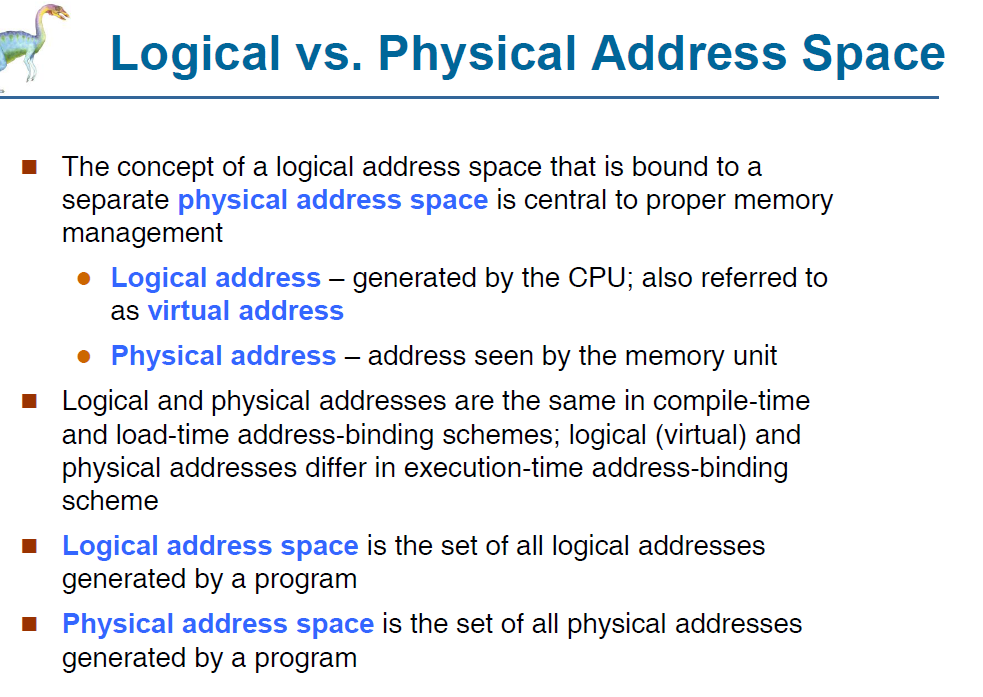 Logical vs. Physical Address Space
The concept of a logical address space that is bound to a
separate physical address space is central to proper memory
management
Logical address – generated by the CPU; also referred to
as virtual address
Physical address – address seen by the memory unit
Logical and physical addresses are the same in compile-time
and load-time address-binding schemes; logical (virtual) and
physical addresses differ in execution-time address-binding
scheme
Logical address space is the set of all logical addresses
generated by a program
Physical address space is the set of all physical addresses
generated by a program